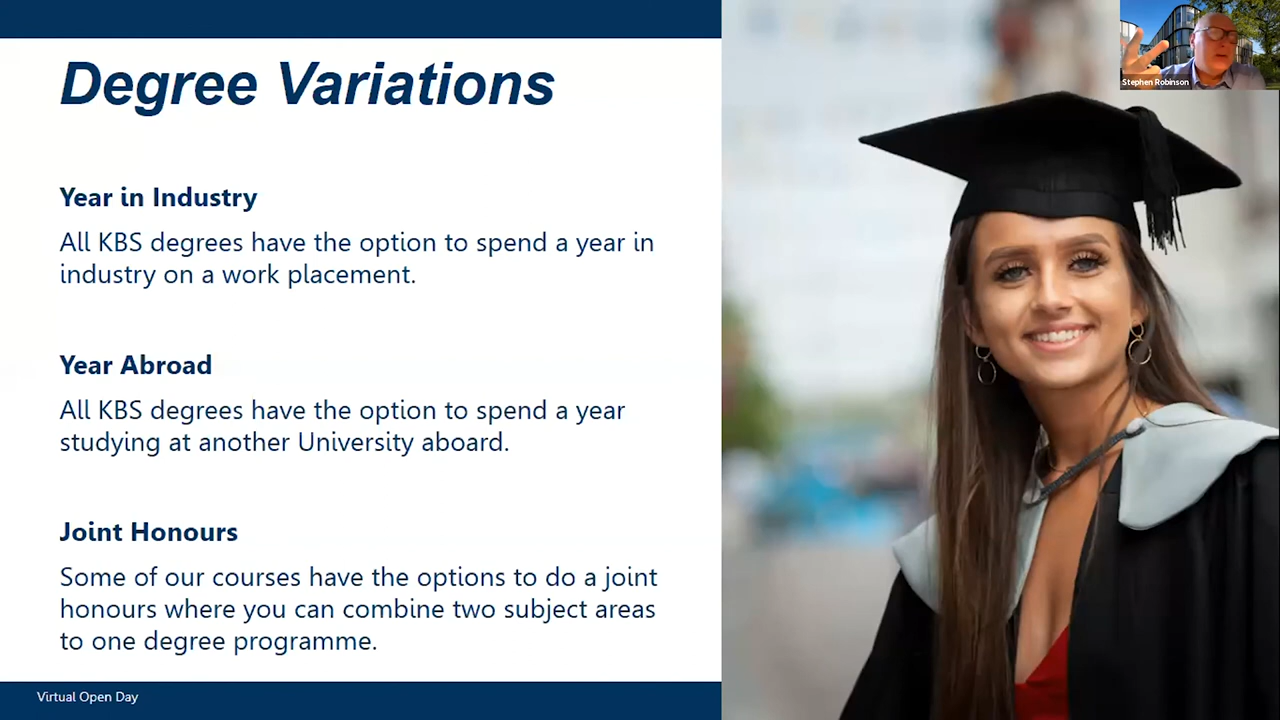 Degree Variations
Stephen Robinson
Year in Industry
All KBS degrees have the option to spend a year in
industry on a work placement.
Year Abroad
All KBS degrees have the option to spend a year
studying at another University aboard.
Joint Honours
Some of our courses have the options to do a joint
honours where you can combine two subject areas
to one degree programme.
Virtual Open Day